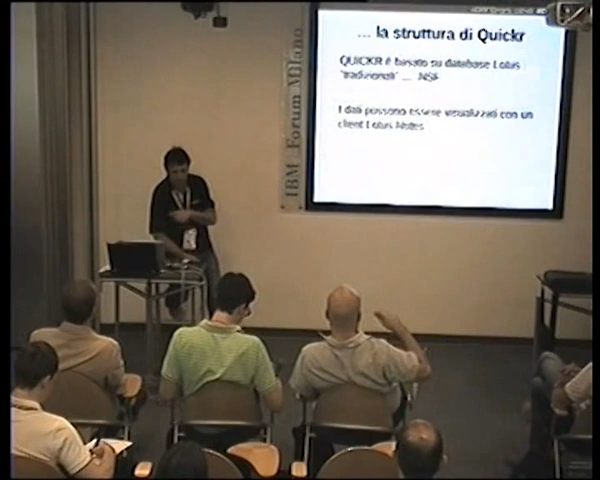 ... la struttura di Quickr
QUICKR è basato su database Lotus
"tradizionali" ... .NSF
I dati possono essere visualizzati con un
client Lotus Notes
IBM Forum Milano